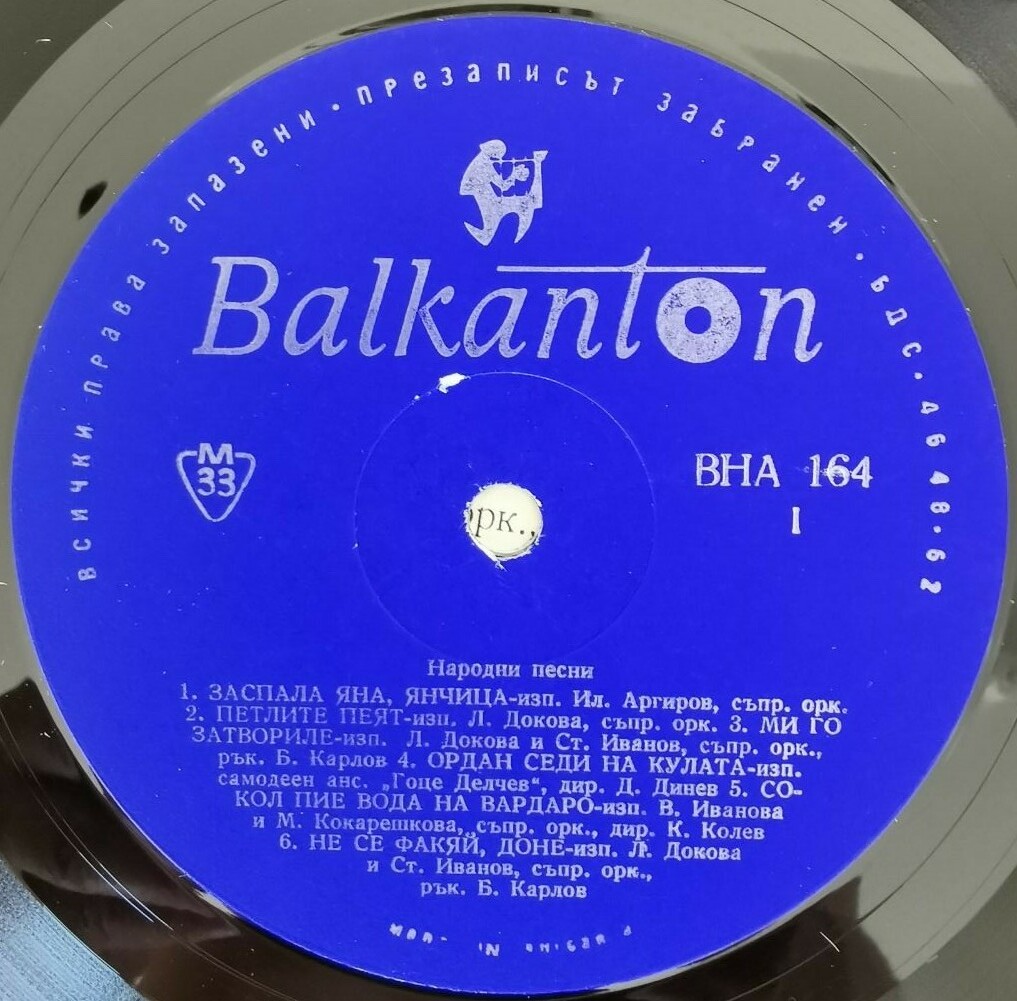 ВСИЧКИ ПРАВА ЗАПАЗЕНИ · ПРЕЗАПИСЪТ ЗАБРАНЕН · БДС · 4648 · 62
Balkanton
М
33
ВНА 164
I
орк.,
Народни песни
1. ЗАСПАЛА ЯНА, ЯНЧИЦА-изп. Ил. Аргиров, съпр. орк.
2. ПЕТЛИТЕ ПЕЯТ-изп. Л. Докова, съпр. орк. 3. МИ ГО
ЗАТВОРИЛЕ-изп. Л. Докова и Ст. Иванов, съпр. орк.,
рък. Б. Карлов 4. ОРДАН СЕДИ НА КУЛАТА-изп.
самодеен анс. „Гоце Делчев“, дир. Д. Динев 5. СО-
КОЛ ПИЕ ВОДА НА ВАРДАРО-изп. В. Иванова
и М. Кокарешкова, съпр. орк., дир. К. Колев
6. НЕ СЕ ФАКЯЙ, ДОНЕ-изп. Л. Докова
и Ст. Иванов, съпр. орк.,
рък. Б. Карлов
IN